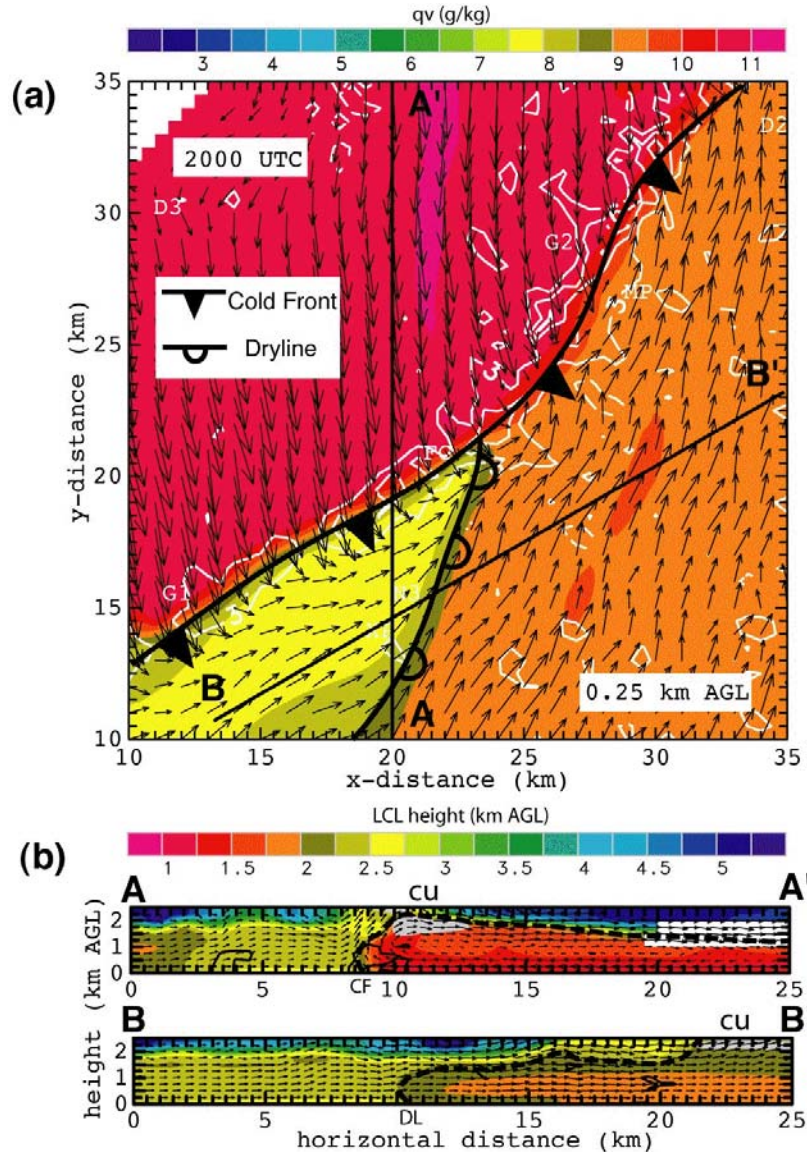 qv (g/kg)
3 4 5 6 7 8 9 10 11
(a)
35
30
25
20
15
10
y-distance (km)
A'
2000 UTC
D2
D3
G2
Cold Front
MP
Dryline
3
B'
3
FC
G1
3
B
A
0.25 km AGL
10 15 20 25 30 35
x-distance (km)
LCL height (km AGL)
1 1.5 2 2.5 3 3.5 4 4.5 5
(b)
A cu A'
2
1
0
0 5 CF 10 15 20 25
B cu B
2
1
0
0 5 DL 15 20 25
height (km AGL)
horizontal distance (km)